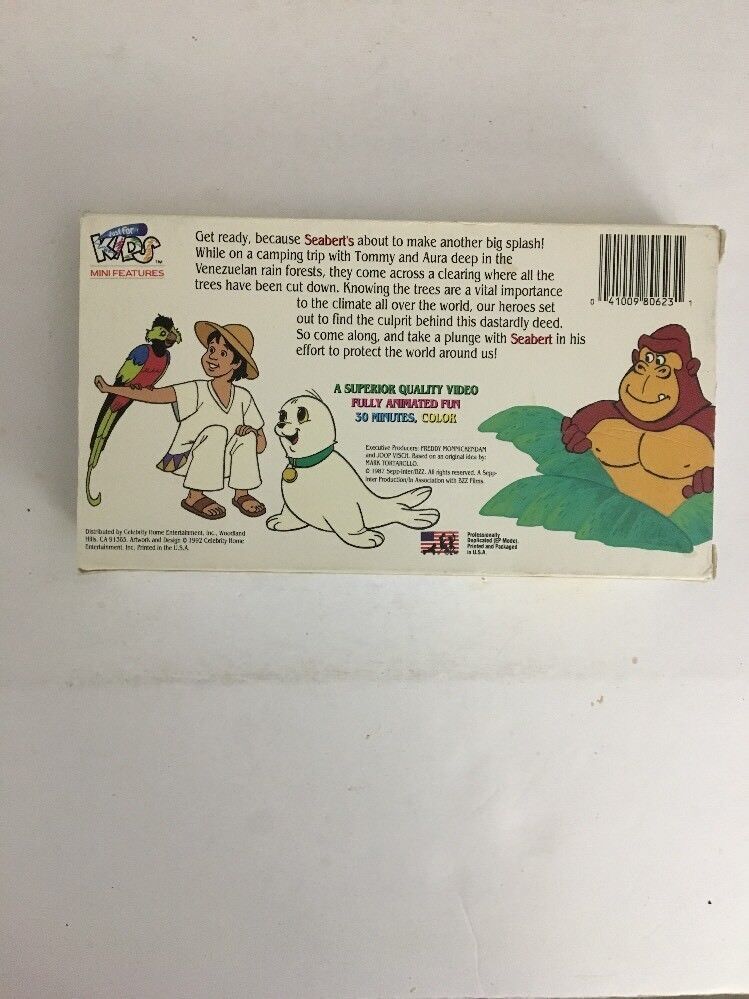 Just For
KIDS TM
MINI FEATURES
Get ready, because Seabert's about to make another big splash!
While on a camping trip with Tommy and Aura deep in the
Venezuelan rain forests, they come across a clearing where all the
trees have been cut down. Knowing the trees are a vital importance
to the climate all over the world, our heroes set
out to find the culprit behind this dastardly deed.
So come along, and take a plunge with Seabert in his
effort to protect the world around us!
0 41009 80623 1
A SUPERIOR QUALITY VIDEO
FULLY ANIMATED FUN
30 MINUTES, COLOR
Executive Producers: FREDDY MONNICKENDAM
and JOOP VISCH. Based on an original idea by:
MARK TORTAROLLO.
© 1987 Sepp-Inter/BZZ. All rights reserved. A Sepp-
Inter Production/In Association with BZZ Films.
Distributed by Celebrity Home Entertainment, Inc., Woodland
Hills, CA 91365. Artwork and Design © 1992 Celebrity Home
Entertainment, Inc. Printed in the U.S.A.
Professionally
Duplicated (EP Mode).
Printed and Packaged
in U.S.A.